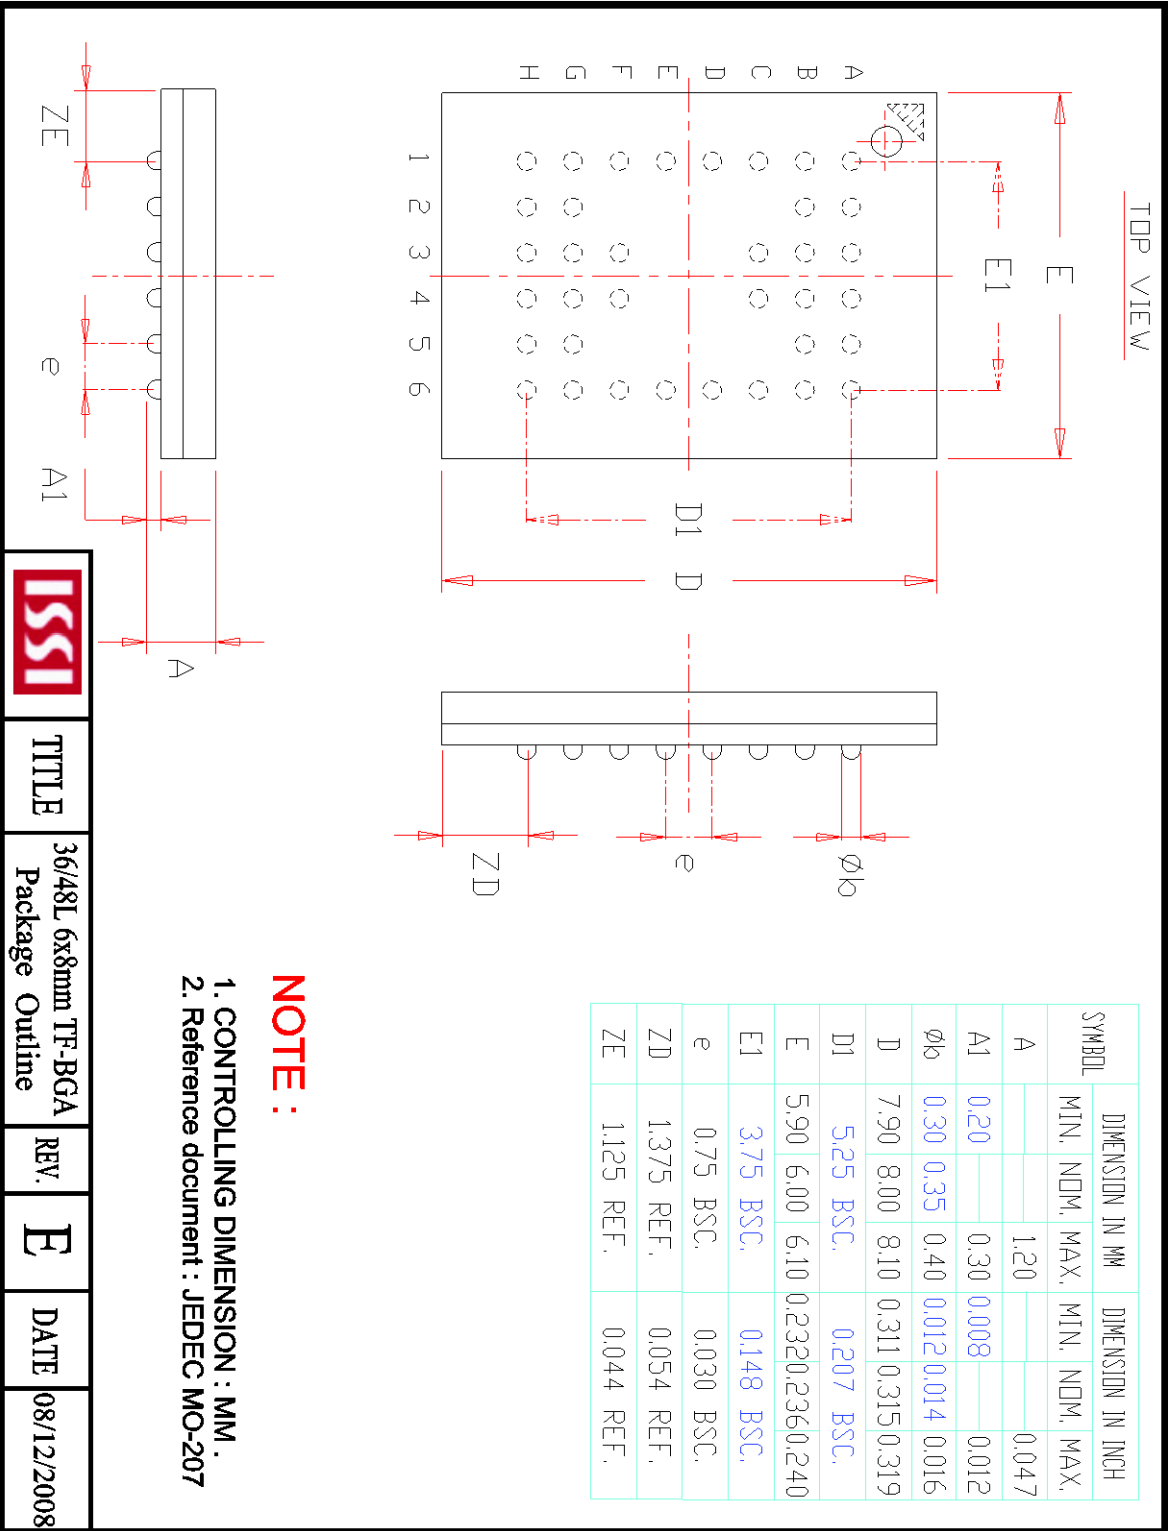 TOP VIEW
E
E1
A
B
C
D
E
F
G
H
1
2
3
4
5
6
D1
D
Øb
e
ZD
ZE
e
A1
A
SYMBOL DIMENSION IN MM DIMENSION IN INCH
MIN. NOM. MAX. MIN. NOM. MAX.
A 1.20 0.047
A1 0.20 0.30 0.008 0.012
Øb 0.30 0.35 0.40 0.012 0.014 0.016
D 7.90 8.00 8.10 0.311 0.315 0.319
D1 5.25 BSC. 0.207 BSC.
E 5.90 6.00 6.10 0.232 0.236 0.240
E1 3.75 BSC. 0.148 BSC.
e 0.75 BSC. 0.030 BSC.
ZD 1.375 REF. 0.054 REF.
ZE 1.125 REF. 0.044 REF.
NOTE :
1. CONTROLLING DIMENSION : MM .
2. Reference document : JEDEC MO-207
ISSI
TITLE
36/48L 6x8mm TF-BGA
Package Outline
REV.
E
DATE
08/12/2008